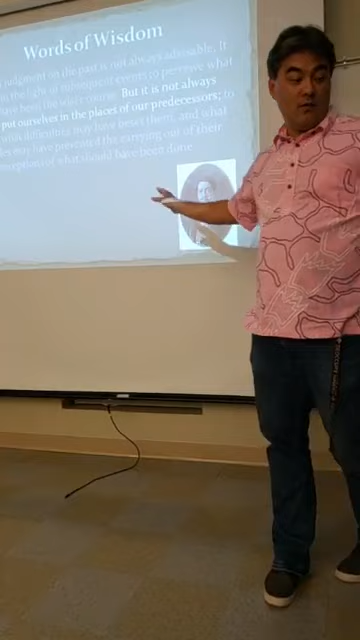 Words of Wisdom
judgment on the past is not always advisable. It
in the light of subsequent events to perceive what
have been the wiser course. But it is not always
put ourselves in the places of our predecessors; to
difficulties may have beset them, and what
may have prevented the carrying out of their
conceptions of what should have been done